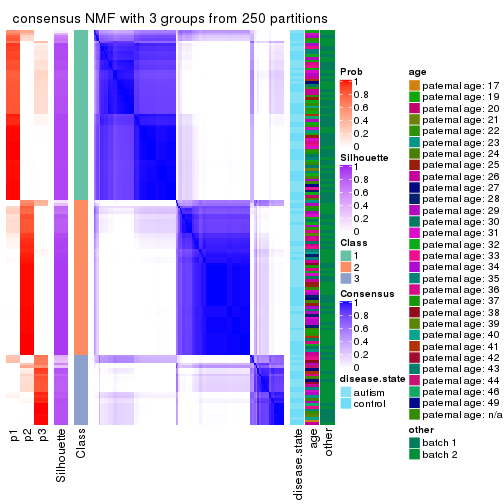 consensus NMF with 3 groups from 250 partitions
p1
p2
p3
Silhouette
Class
disease.state
age
other
Prob
1
0.8
0.6
0.4
0.2
0
Silhouette
1
0.8
0.6
0.4
0.2
0
Class
1
2
3
Consensus
1
0.8
0.6
0.4
0.2
0
disease.state
autism
control
age
paternal age: 17
paternal age: 19
paternal age: 20
paternal age: 21
paternal age: 22
paternal age: 23
paternal age: 24
paternal age: 25
paternal age: 26
paternal age: 27
paternal age: 28
paternal age: 29
paternal age: 30
paternal age: 31
paternal age: 32
paternal age: 33
paternal age: 34
paternal age: 35
paternal age: 36
paternal age: 37
paternal age: 38
paternal age: 39
paternal age: 40
paternal age: 41
paternal age: 42
paternal age: 43
paternal age: 44
paternal age: 46
paternal age: 49
paternal age: n/a
other
batch 1
batch 2